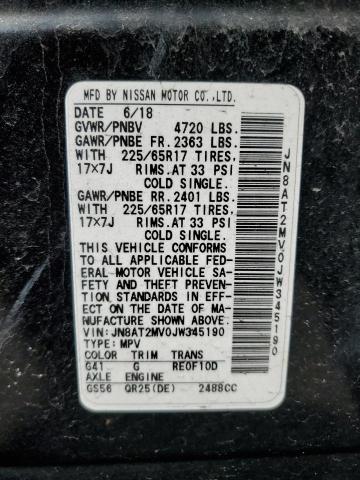 MFD BY NISSAN MOTOR CO.,LTD.
DATE 6/18
GVWR/PNBV 4720 LBS.
GAWR/PNBE FR. 2363 LBS.
WITH 225/65R17 TIRES,
17×7J RIMS.AT 33 PSI
COLD SINGLE.
GAWR/PNBE RR. 2401 LBS.
WITH 225/65R17 TIRES,
17×7J RIMS.AT 33 PSI
COLD SINGLE.
THIS VEHICLE CONFORMS
TO ALL APPLICABLE FED-
ERAL MOTOR VEHICLE SA-
FETY AND THEFT PREVEN-
TION STANDARDS IN EFF-
ECT ON THE DATE OF MA-
NUFACTURE SHOWN ABOVE.
VIN:JN8AT2MV0JW345190
TYPE:MPV
COLOR TRIM TRANS
G41 G RE0F10D
AXLE ENGINE
GS56 QR25(DE) 2488CC
JN8AT2MV0JW345190